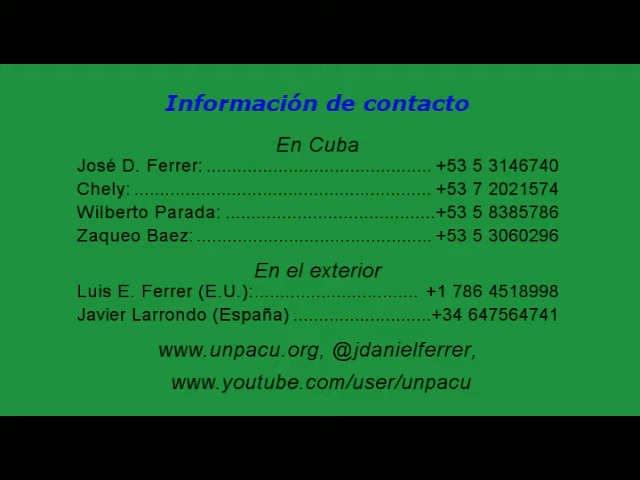 Información de contacto
En Cuba
José D. Ferrer:....................................... +53 5 3146740
Chely:.................................................. +53 7 2021574
Wilberto Parada: ...................................+53 5 8385786
Zaqueo Baez:........................................ +53 5 3060296
En el exterior
Luis E. Ferrer (E.U.):............................ +1 786 4518998
Javier Larrondo (España) .......................+34 647564741
www.unpacu.org, @jdanielferrer,
www.youtube.com/user/unpacu